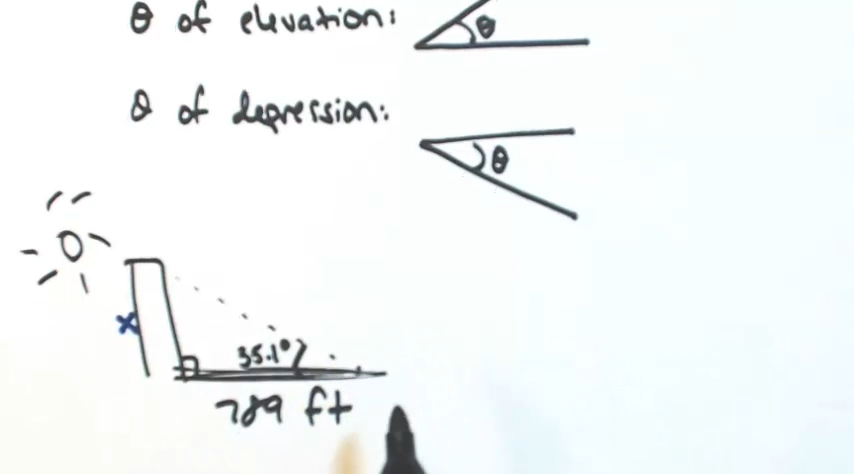 θ of elevation:
θ
θ of depression:
θ
x
35.1°
789 ft